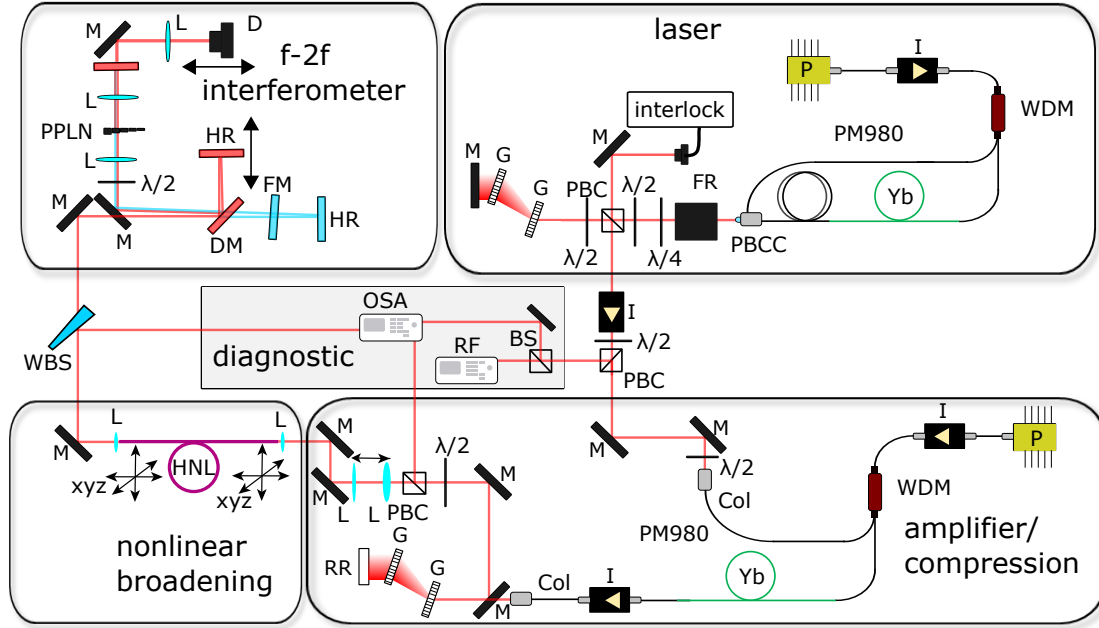 M
L
D
f-2f
interferometer
L
PPLN
L
λ/2
M
M
HR
FM
DM
HR
laser
P
I
WDM
PM980
interlock
M
M
G
G
PBC
λ/2
FR
λ/2
λ/4
PBCC
Yb
WBS
OSA
diagnostic
RF
BS
I
λ/2
PBC
M
L
HNL
L
xyz
xyz
nonlinear
broadening
M
M
L
L
PBC
λ/2
M
RR
G
G
M
Col
I
Yb
M
M
λ/2
Col
PM980
I
P
WDM
amplifier/
compression